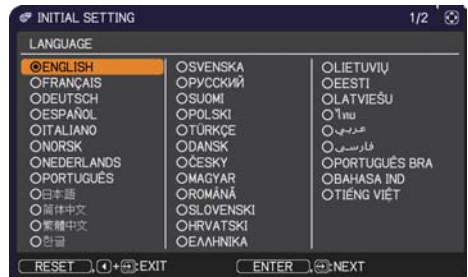 INITIAL SETTING 1/2
LANGUAGE
ENGLISH
FRANÇAIS
DEUTSCH
ESPAÑOL
ITALIANO
NORSK
NEDERLANDS
PORTUGUÊS
日本語
简体中文
繁體中文
한글
SVENSKA
РУССКИЙ
SUOMI
POLSKI
TÜRKÇE
DANSK
ČESKY
MAGYAR
ROMÂNĂ
SLOVENSKI
HRVATSKI
ΕΛΛΗΝΙΚΑ
LIETUVIŲ
EESTI
LATVIEŠU
ไทย
عربي
فارسی
PORTUGUÊS BRA
BAHASA IND
TIẾNG VIỆT
RESET , +:EXIT ENTER , :NEXT